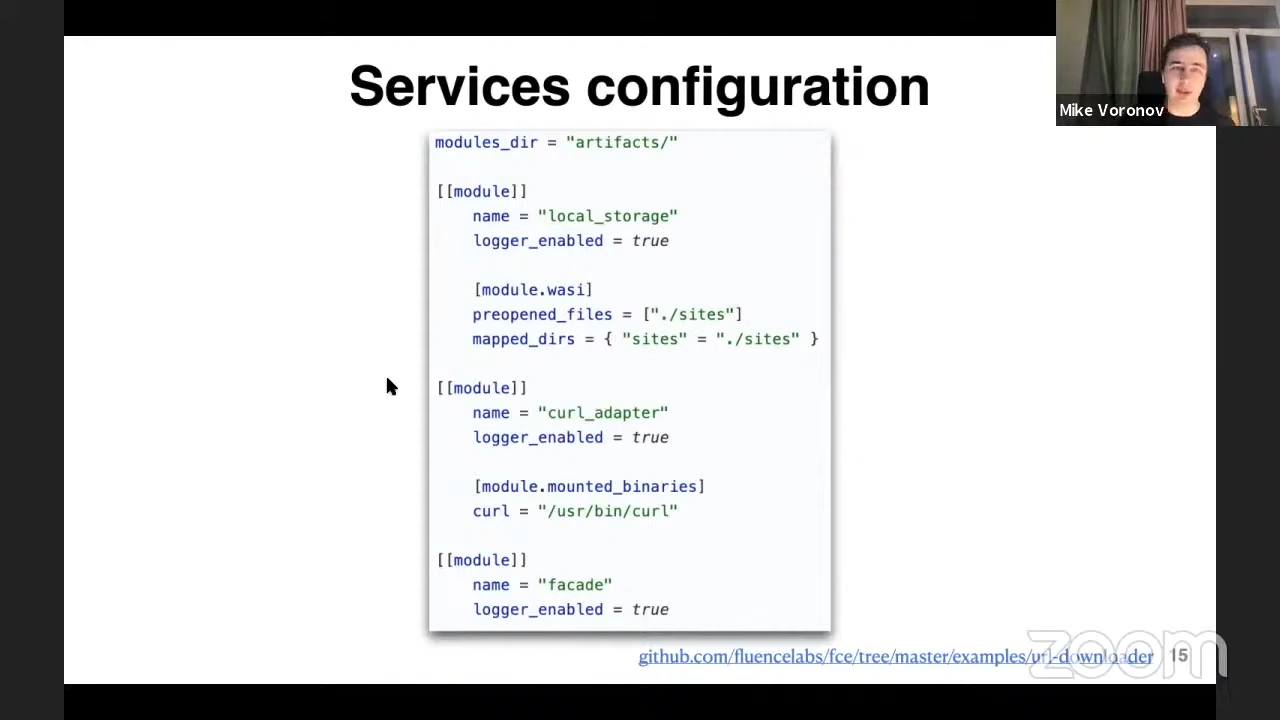 Services configuration
Mike Voronov
modules_dir = "artifacts/"
[[module]]
name = "local_storage"
logger_enabled = true
[module.wasi]
preopened_files = ["./sites"]
mapped_dirs = { "sites" = "./sites" }
[[module]]
name = "curl_adapter"
logger_enabled = true
[module.mounted_binaries]
curl = "/usr/bin/curl"
[[module]]
name = "facade"
logger_enabled = true
github.com/fluencelabs/fce/tree/master/examples/url-downloader 15
zoom